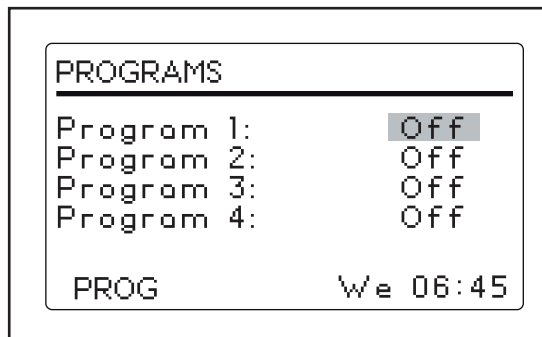 PROGRAMS
Program 1: Off
Program 2: Off
Program 3: Off
Program 4: Off
PROG We 06:45